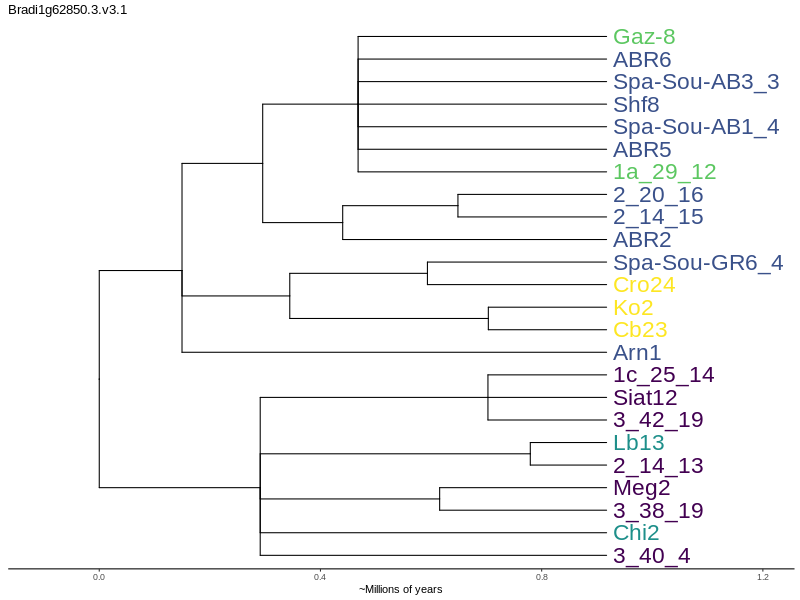 Bradi1g62850.3.v3.1
Gaz-8
ABR6
Spa-Sou-AB3_3
Shf8
Spa-Sou-AB1_4
ABR5
1a_29_12
2_20_16
2_14_15
ABR2
Spa-Sou-GR6_4
Cro24
Ko2
Cb23
Arn1
1c_25_14
Siat12
3_42_19
Lb13
2_14_13
Meg2
3_38_19
Chi2
3_40_4
0.0 0.4 0.8 1.2
~Millions of years